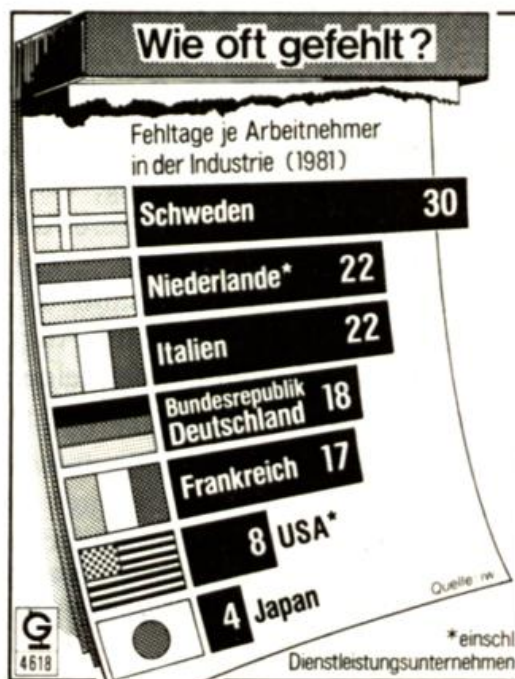 Wie oft gefehlt?
Fehltage je Arbeitnehmer
in der Industrie (1981)
Schweden 30
Niederlande* 22
Italien 22
Bundesrepublik
Deutschland 18
Frankreich 17
8 USA*
4 Japan
Quelle: iw
*einschl
Dienstleistungsunternehmen
G
4618